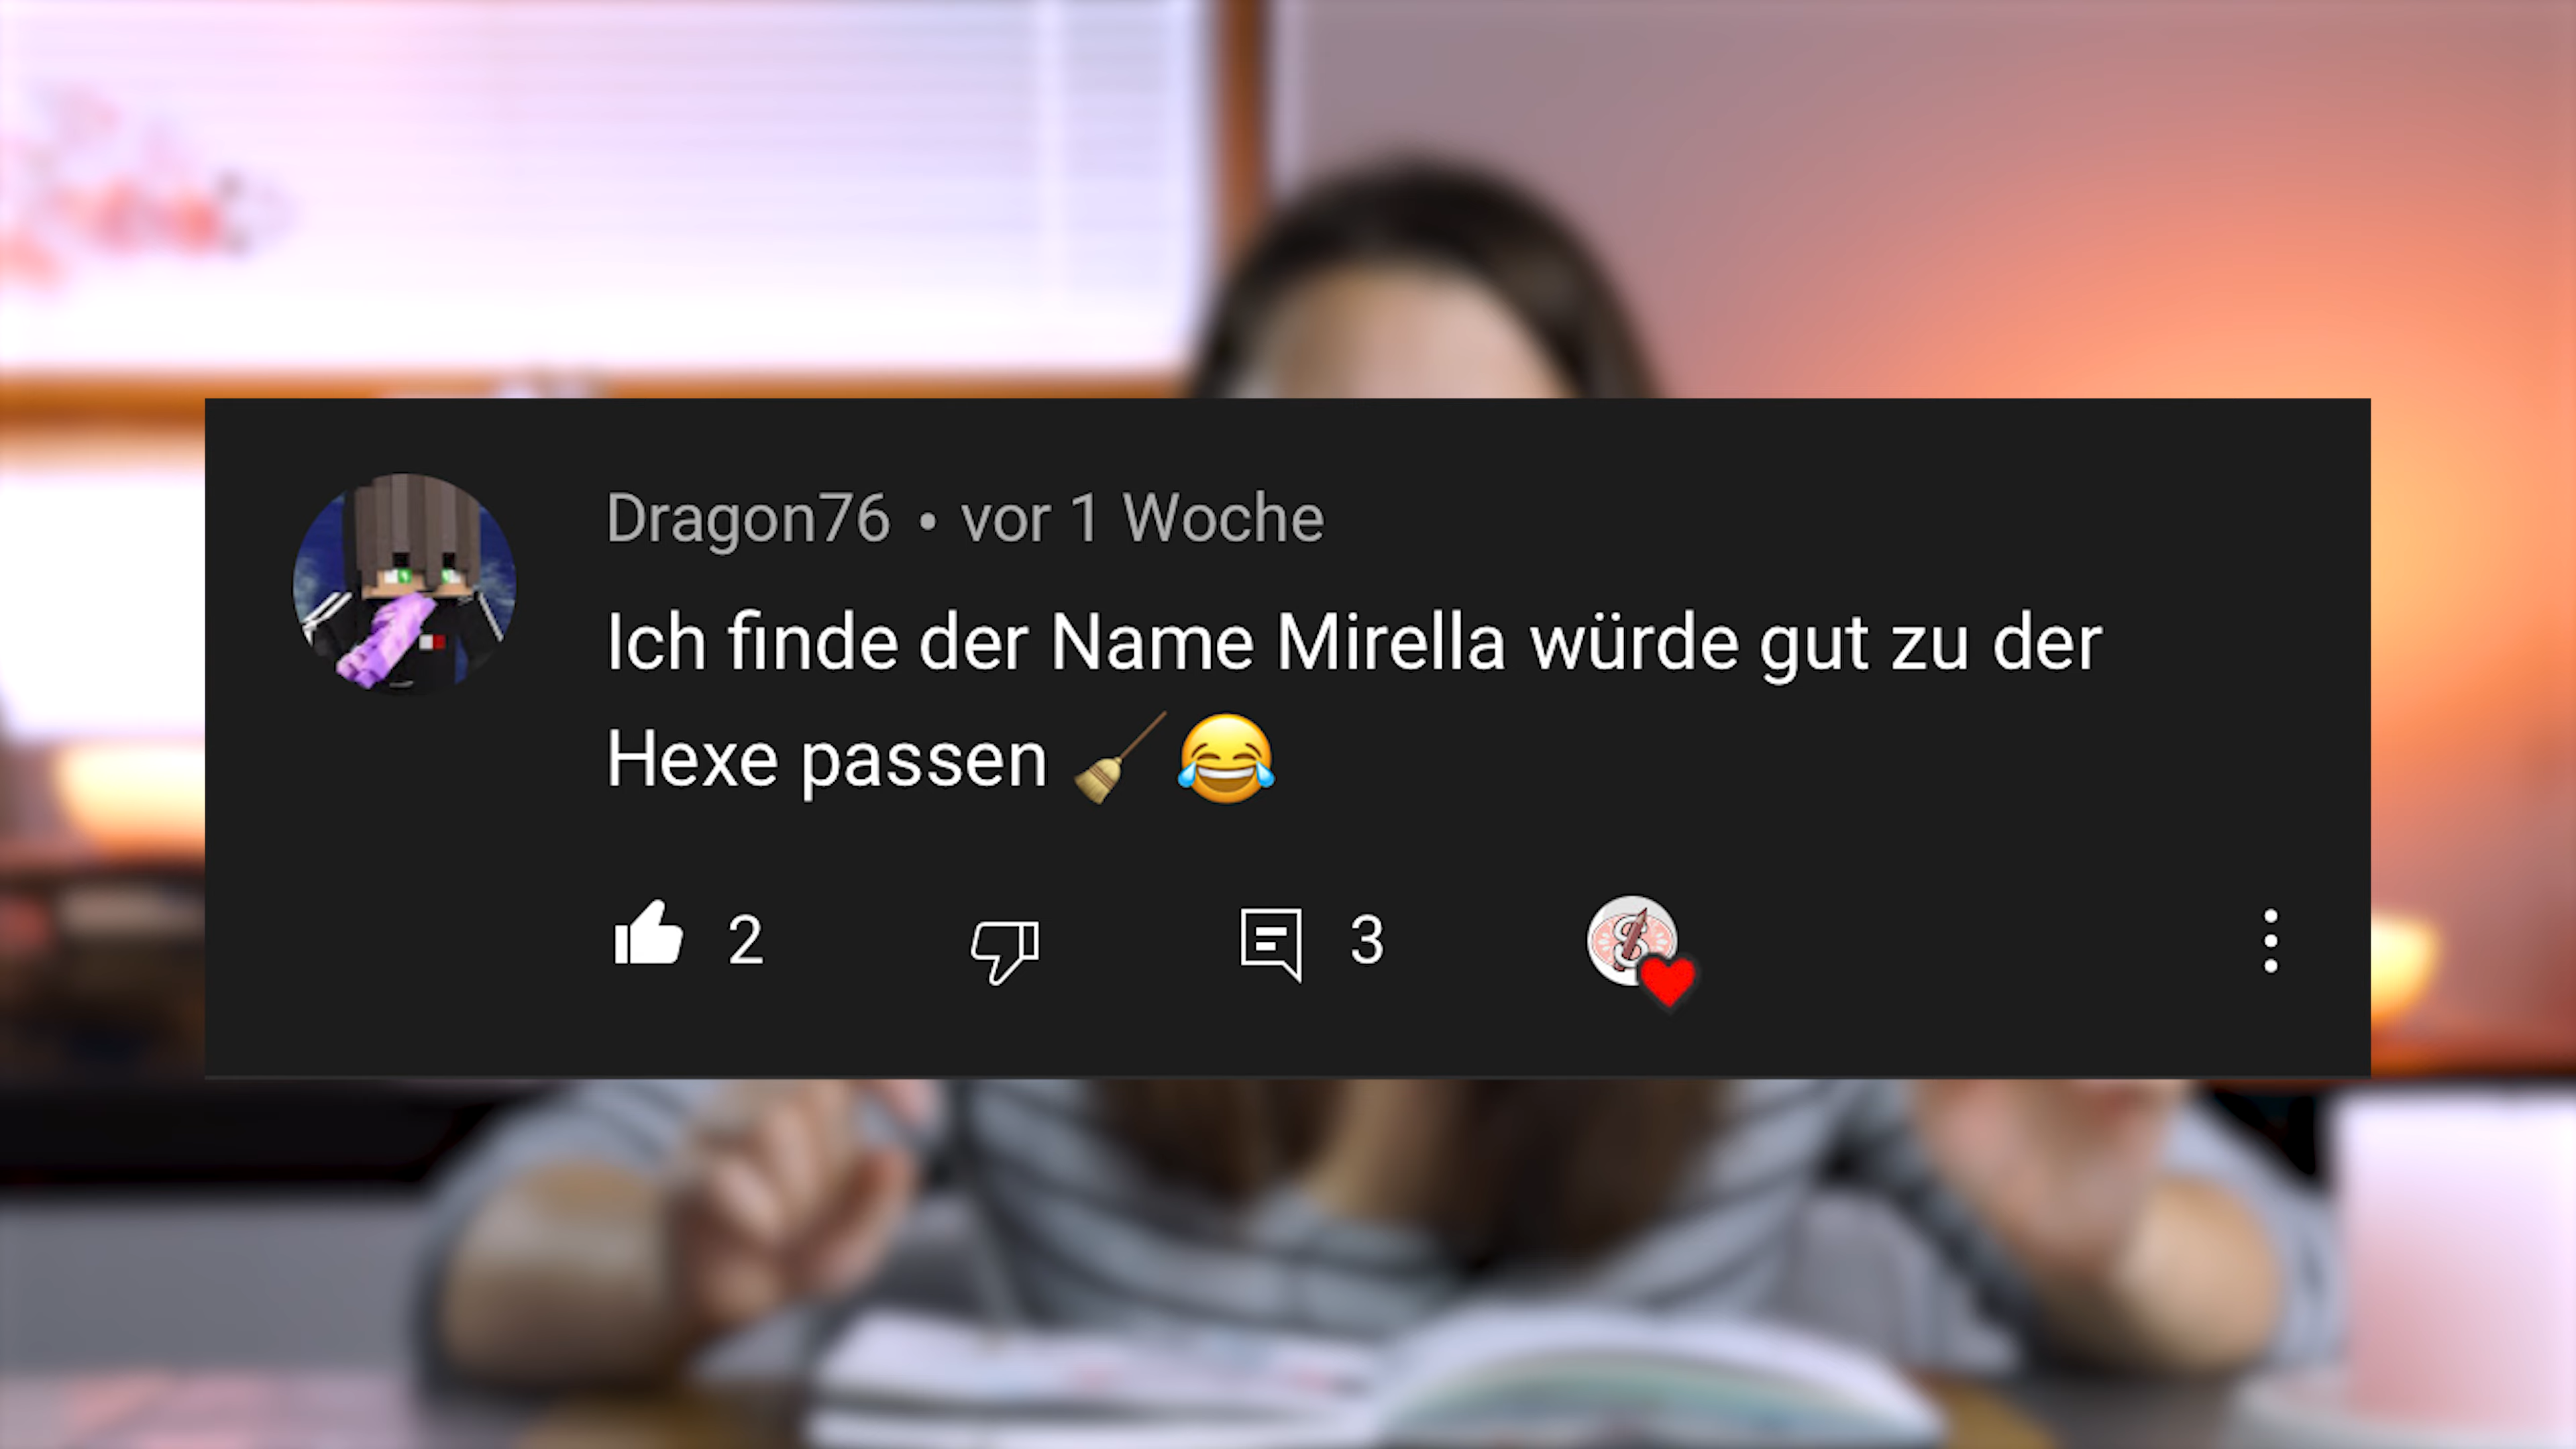 Dragon76 • vor 1 Woche
Ich finde der Name Mirella würde gut zu der
Hexe passen 🧹😂
2 3